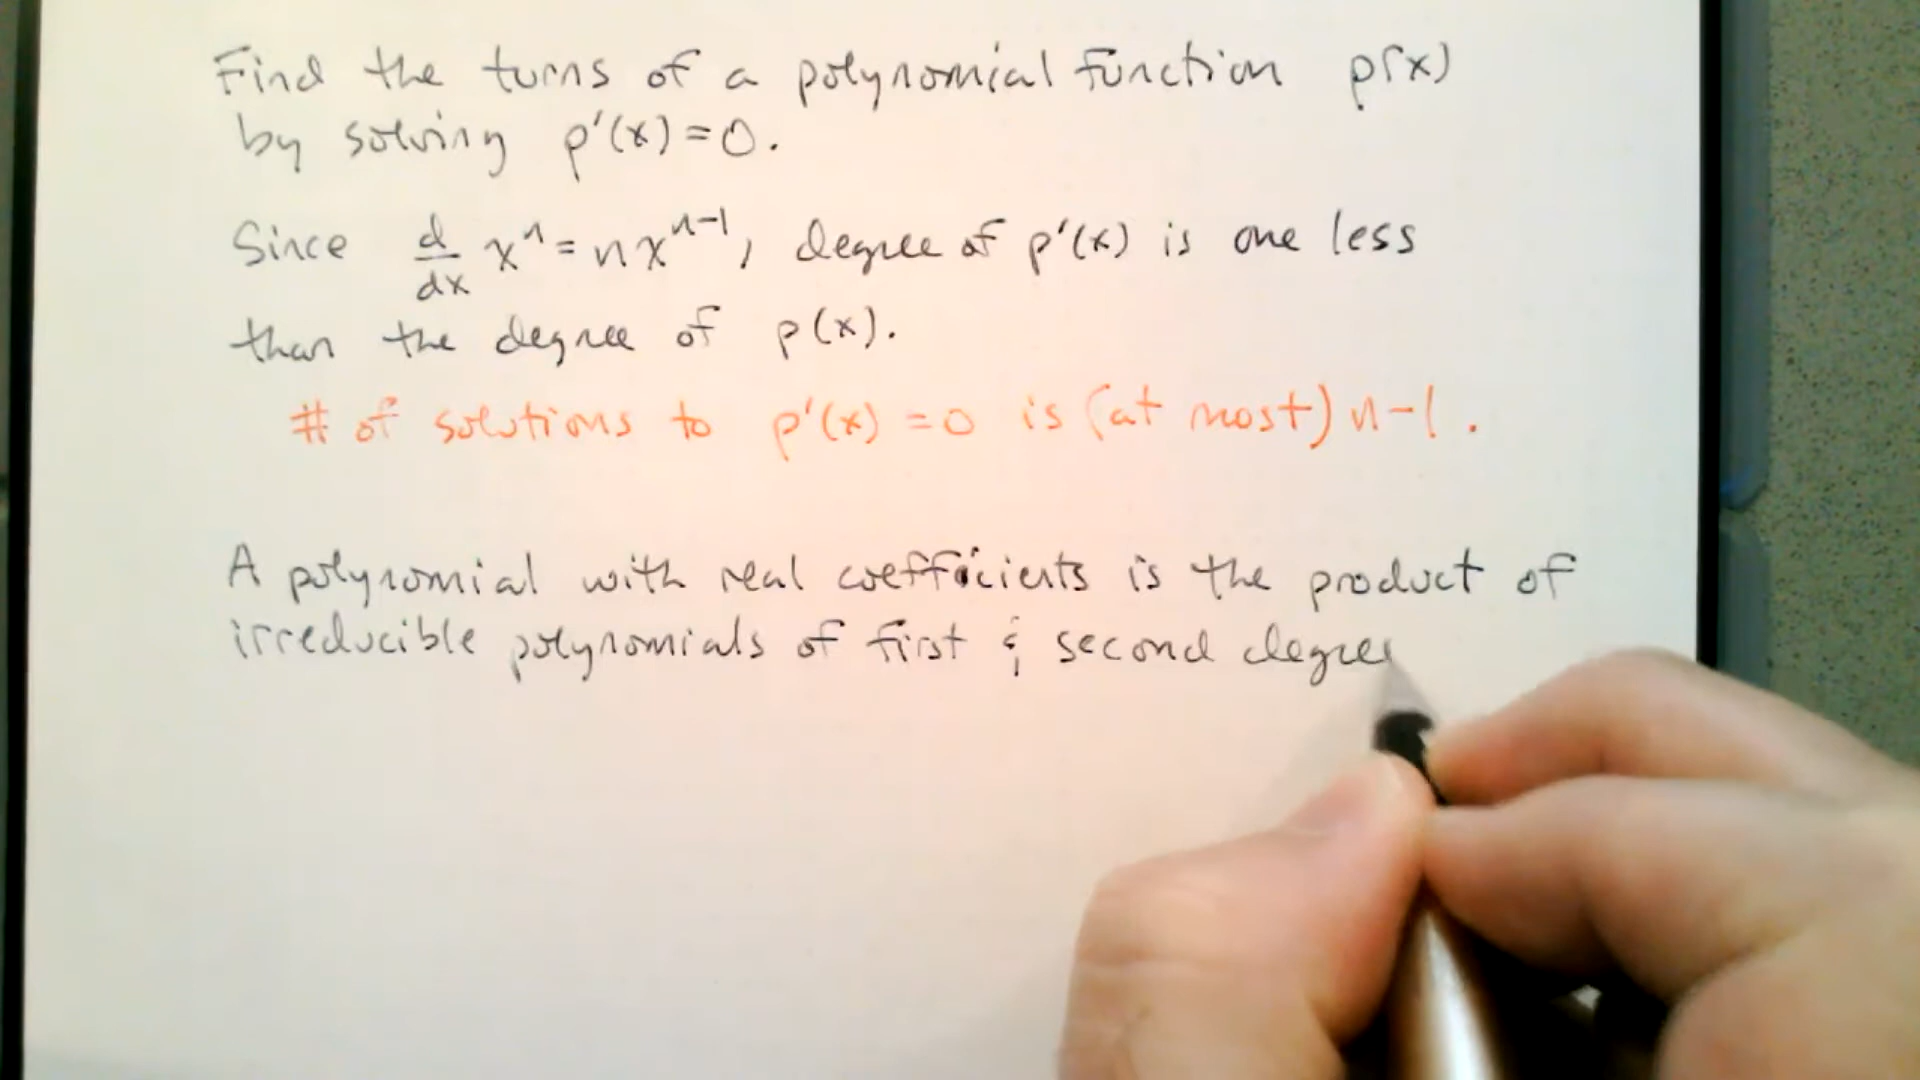 Find the turns of a polynomial function p(x)
by solving p'(x)=0.
Since d/dx x^n = nx^(n-1), degree of p'(x) is one less
than the degree of p(x).
# of solutions to p'(x) = 0 is (at most) n-1.
A polynomial with real coefficients is the product of
irreducible polynomials of first & second degree